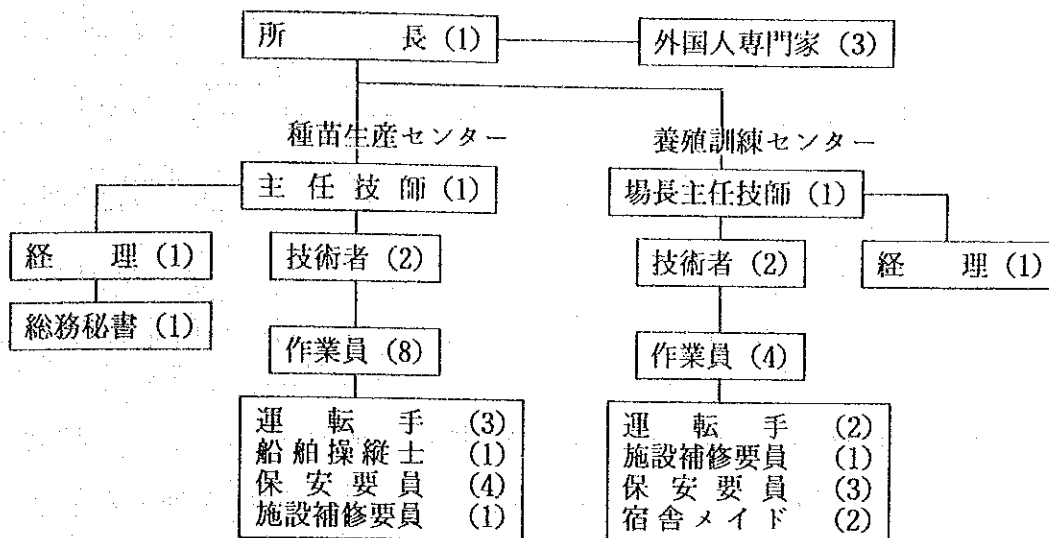 所 長 (1)
外国人専門家 (3)
種苗生産センター
養殖訓練センター
主任技師 (1)
場長主任技師 (1)
経 理 (1)
技術者 (2)
技術者 (2)
経 理 (1)
総務秘書 (1)
作業員 (8)
作業員 (4)
運転手 (3)
船舶操縦士 (1)
保安要員 (4)
施設補修要員 (1)
運転手 (2)
施設補修要員 (1)
保安要員 (3)
宿舎メイド (2)